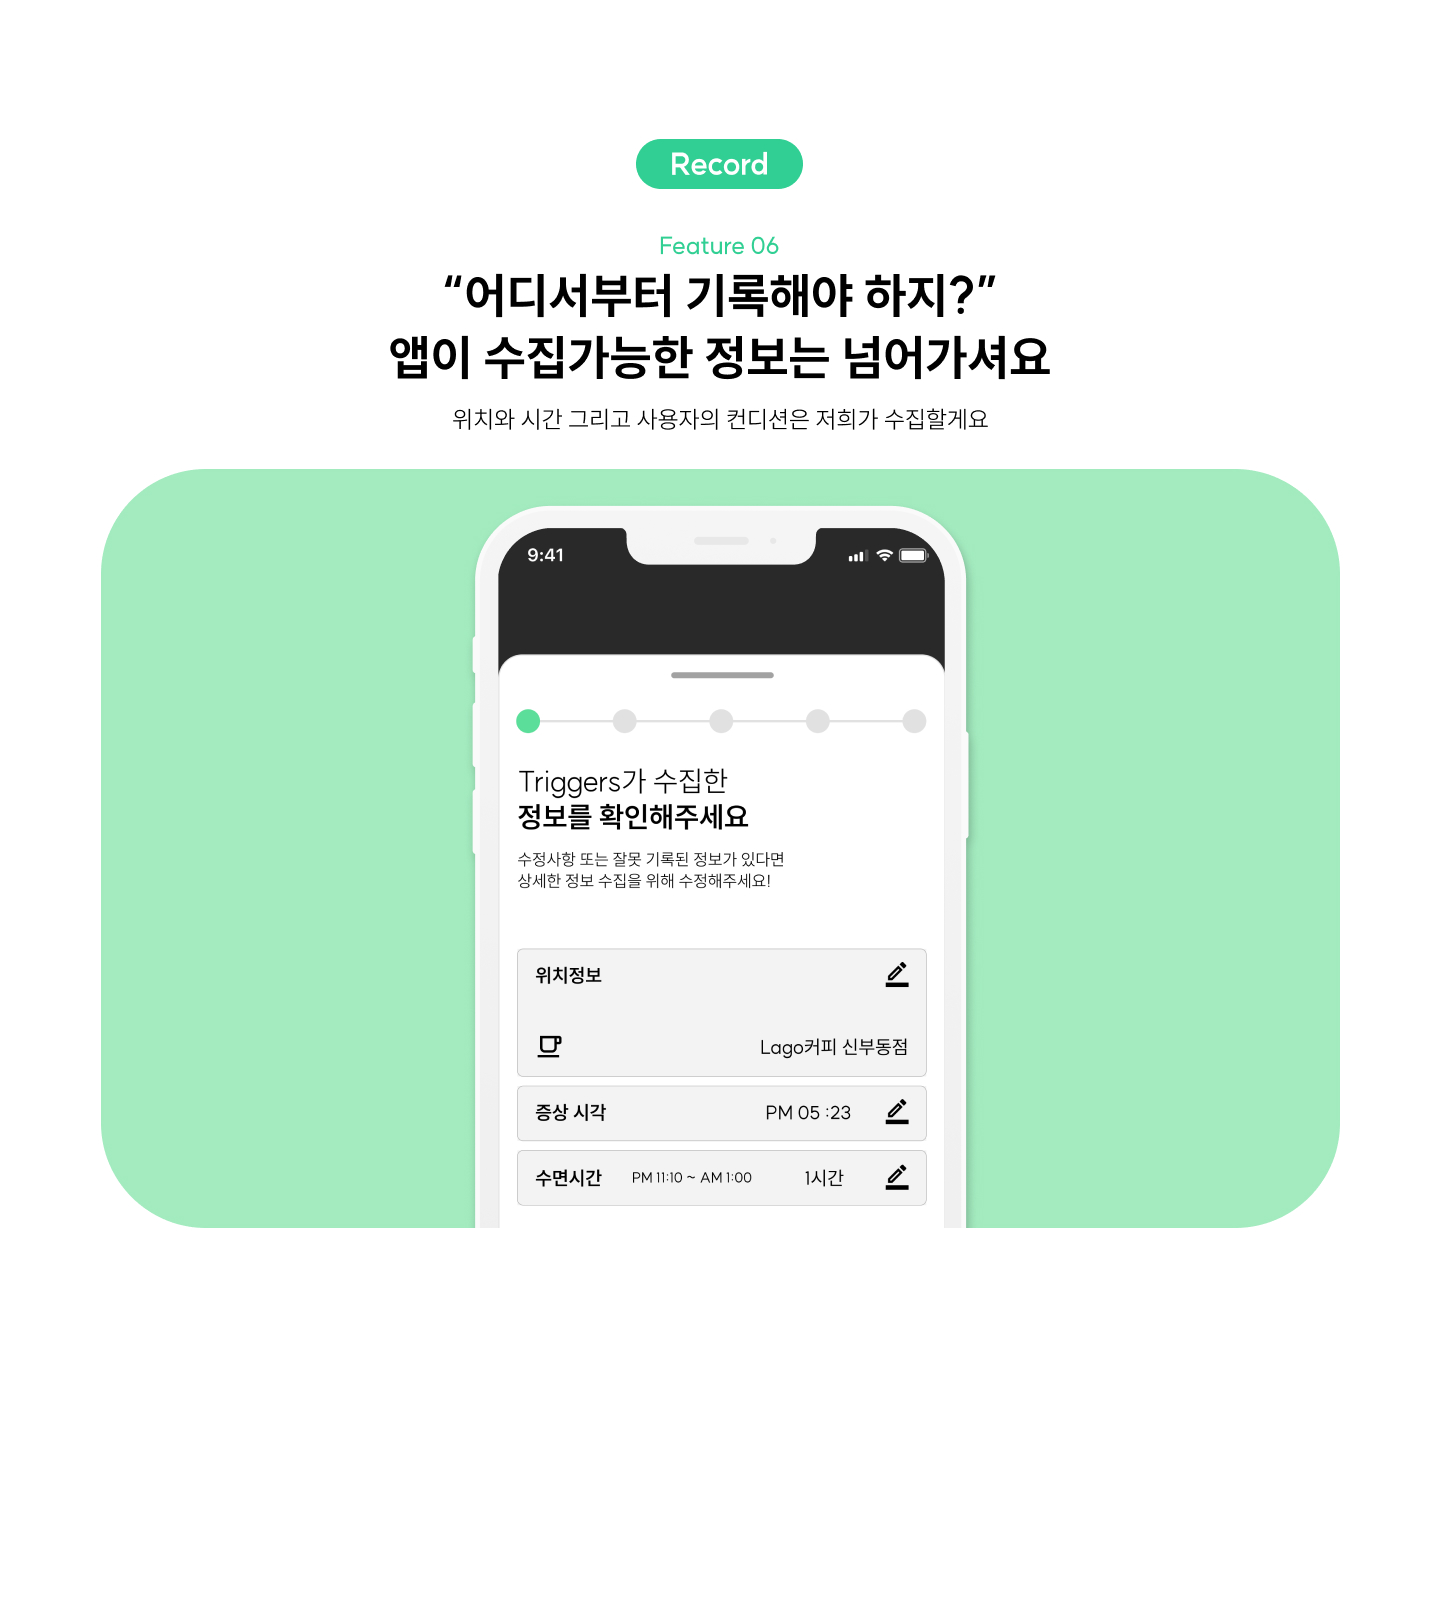 Record
Feature 06
“어디서부터 기록해야 하지?”
앱이 수집가능한 정보는 넘어가셔요
위치와 시간 그리고 사용자의 컨디션은 저희가 수집할게요
9:41
Triggers가 수집한
정보를 확인해주세요
수정사항 또는 잘못 기록된 정보가 있다면
상세한 정보 수집을 위해 수정해주세요!
위치정보
Lago커피 신부동점
증상 시각 PM 05 :23
수면시간 PM 11:10 ~ AM 1:00 1시간